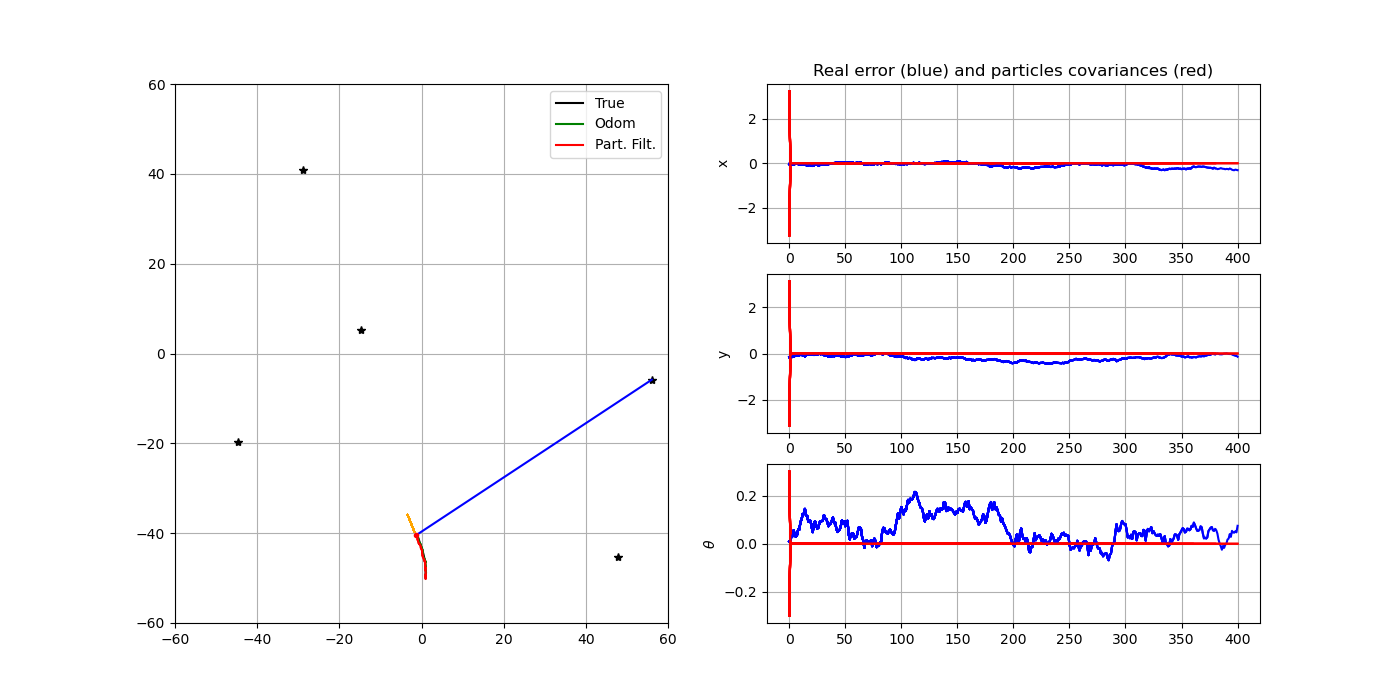 60
40
20
0
−20
−40
−60
−60 −40 −20 0 20 40 60
True
Odom
Part. Filt.
Real error (blue) and particles covariances (red)
x
2
0
−2
0 50 100 150 200 250 300 350 400
y
2
0
−2
0 50 100 150 200 250 300 350 400
θ
0.2
0.0
−0.2
0 50 100 150 200 250 300 350 400